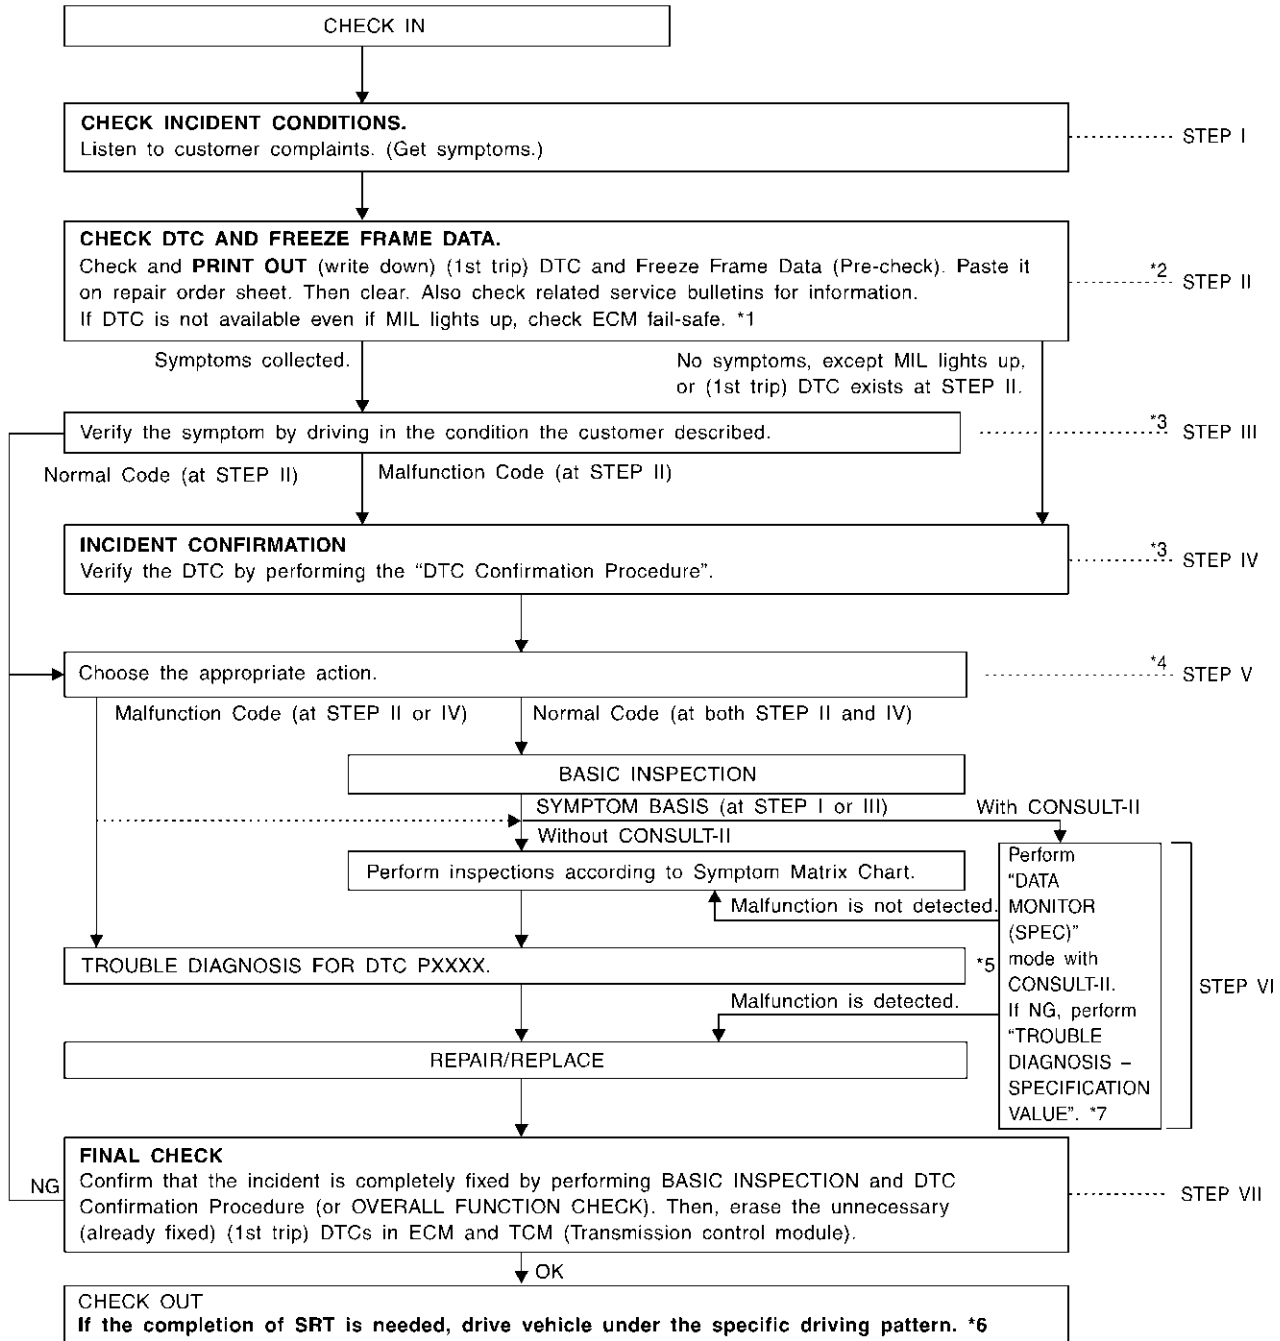 CHECK IN
CHECK INCIDENT CONDITIONS.
Listen to customer complaints. (Get symptoms.)
STEP I
CHECK DTC AND FREEZE FRAME DATA.
Check and PRINT OUT (write down) (1st trip) DTC and Freeze Frame Data (Pre-check). Paste it
on repair order sheet. Then clear. Also check related service bulletins for information.
If DTC is not available even if MIL lights up, check ECM fail-safe. *1
*2
STEP II
Symptoms collected.
No symptoms, except MIL lights up,
or (1st trip) DTC exists at STEP II.
Verify the symptom by driving in the condition the customer described.
*3
STEP III
Normal Code (at STEP II)
Malfunction Code (at STEP II)
INCIDENT CONFIRMATION
Verify the DTC by performing the “DTC Confirmation Procedure”.
*3
STEP IV
Choose the appropriate action.
*4
STEP V
Malfunction Code (at STEP II or IV)
Normal Code (at both STEP II and IV)
BASIC INSPECTION
SYMPTOM BASIS (at STEP I or III)
With CONSULT-II
Without CONSULT-II
Perform inspections according to Symptom Matrix Chart.
Perform
“DATA
MONITOR
(SPEC)”
mode with
CONSULT-II.
If NG, perform
“TROUBLE
DIAGNOSIS –
SPECIFICATION
VALUE”. *7
STEP VI
Malfunction is not detected.
TROUBLE DIAGNOSIS FOR DTC PXXXX.
*5
Malfunction is detected.
REPAIR/REPLACE
FINAL CHECK
Confirm that the incident is completely fixed by performing BASIC INSPECTION and DTC
Confirmation Procedure (or OVERALL FUNCTION CHECK). Then, erase the unnecessary
(already fixed) (1st trip) DTCs in ECM and TCM (Transmission control module).
NG
STEP VII
OK
CHECK OUT
If the completion of SRT is needed, drive vehicle under the specific driving pattern. *6